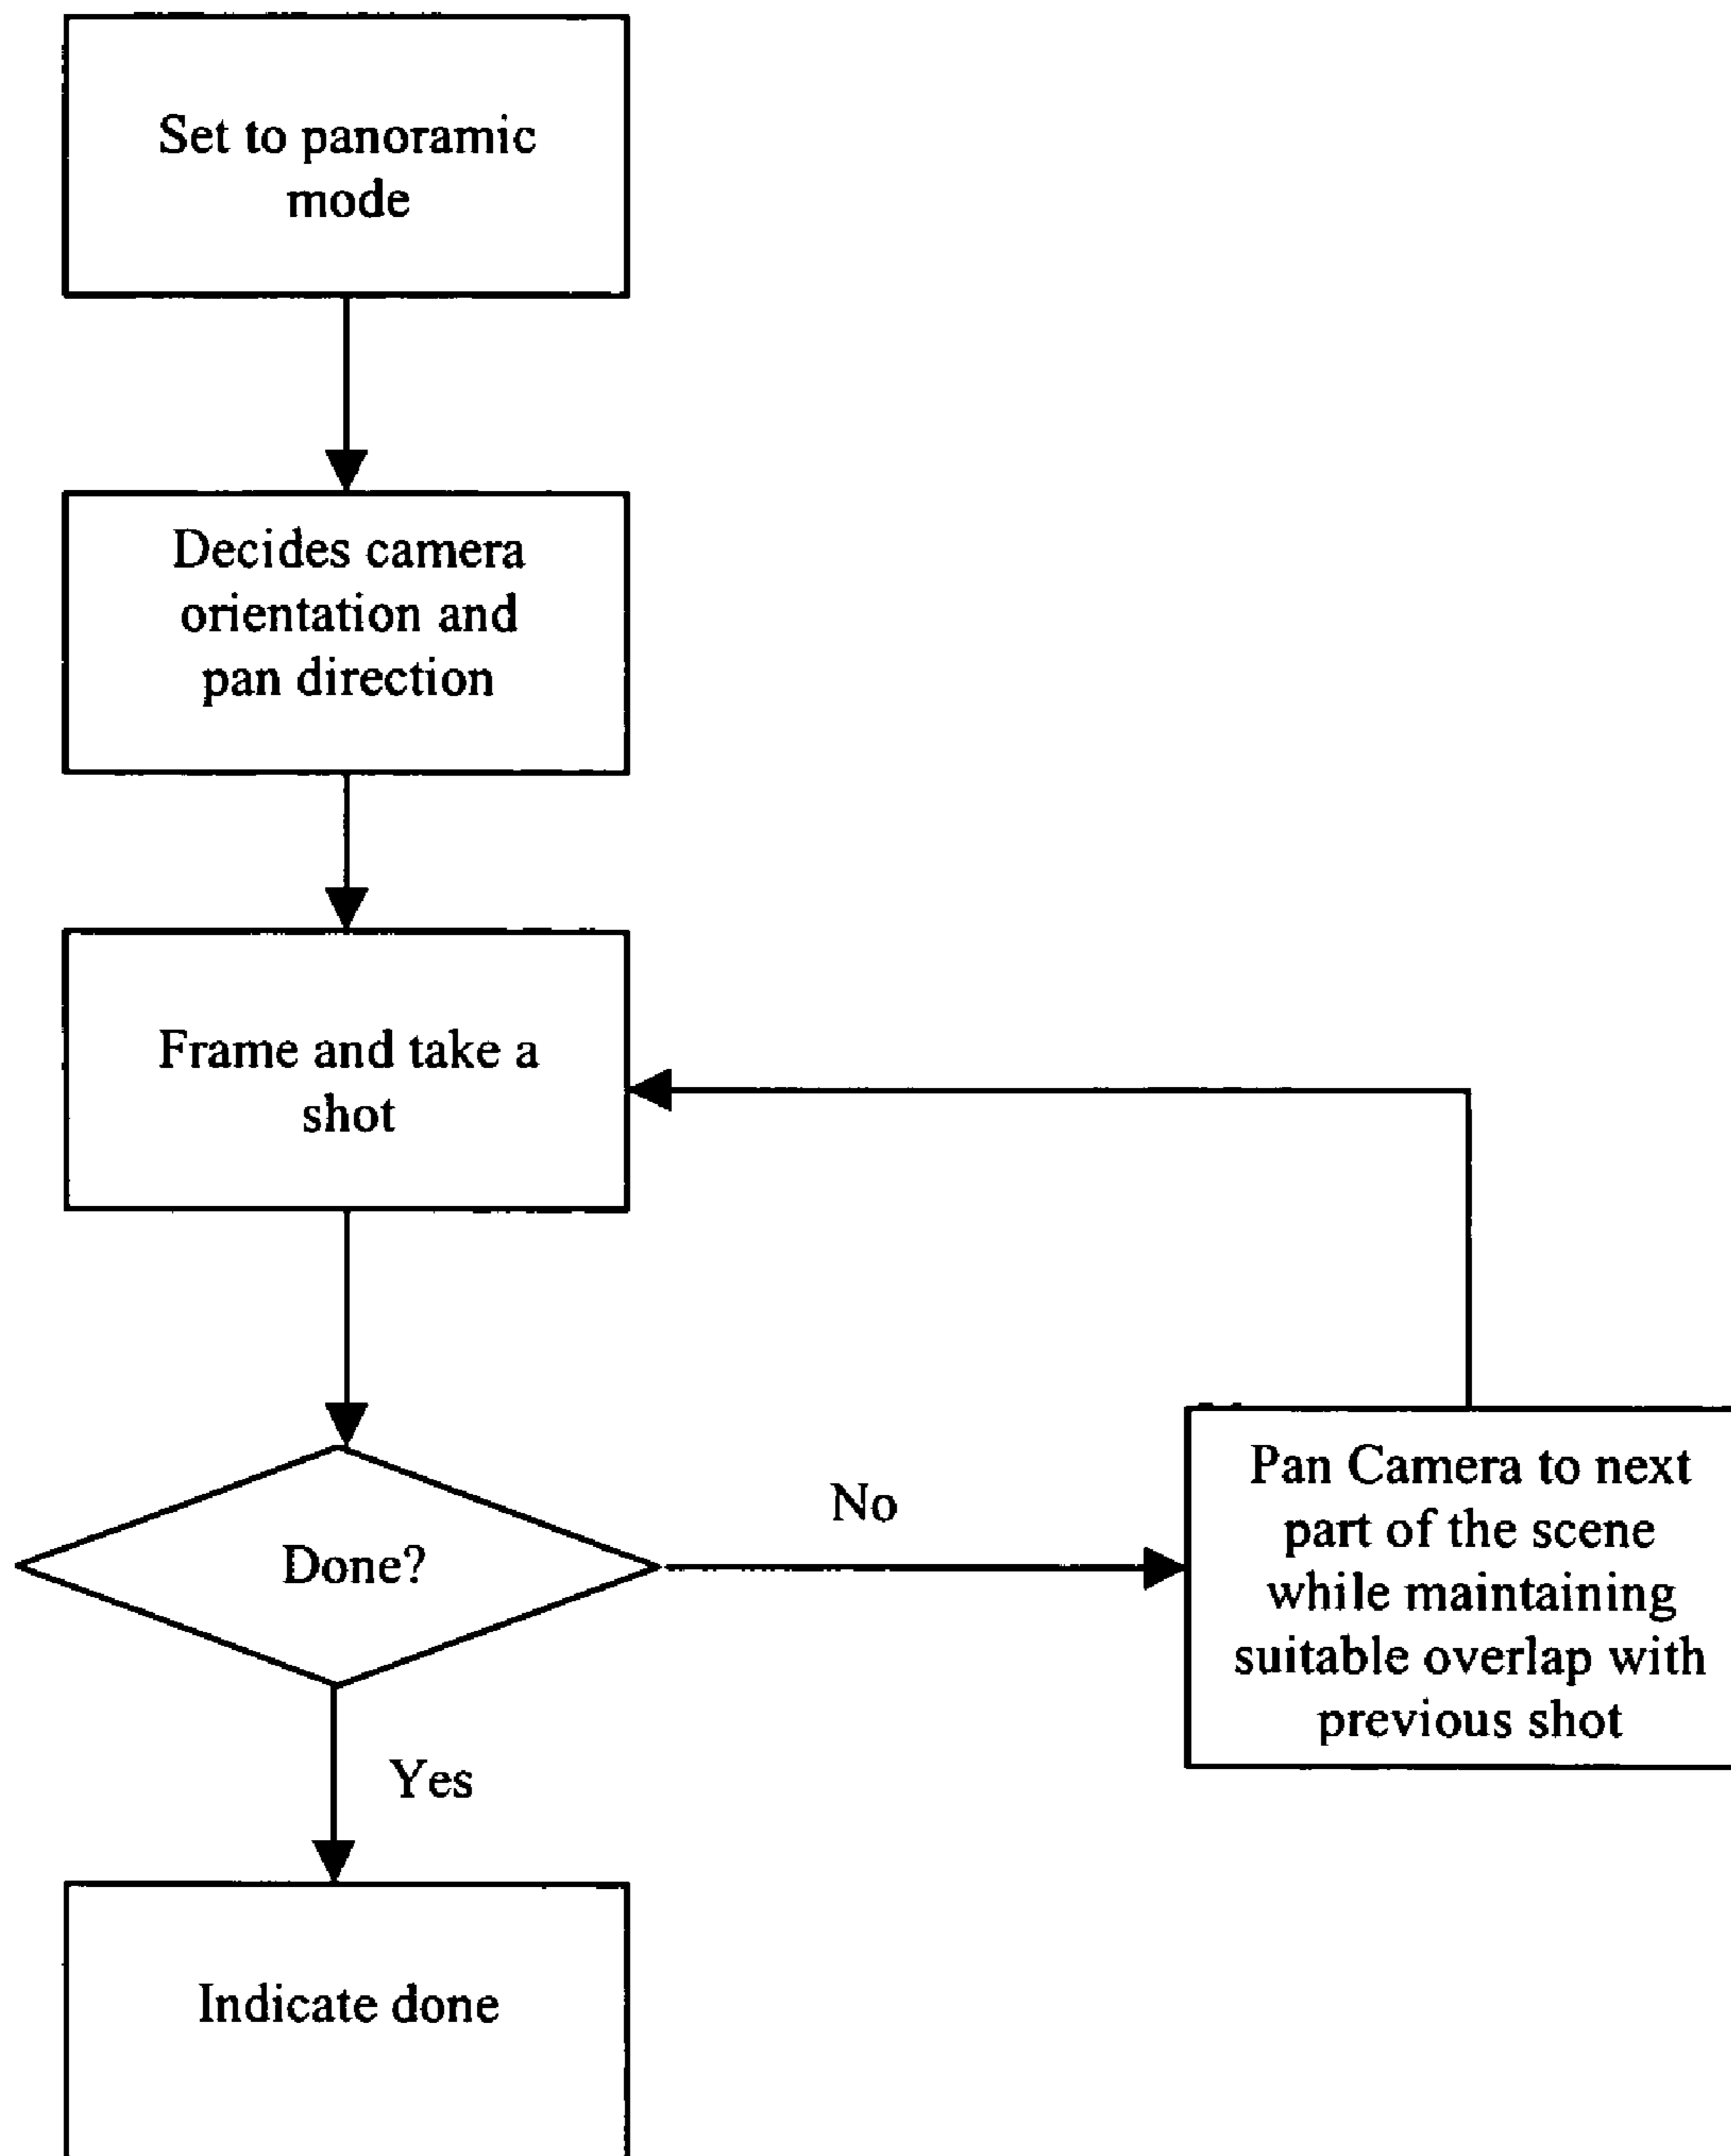 Set to panoramic
mode
Decides camera
orientation and
pan direction
Frame and take a
shot
Done?
No
Pan Camera to next
part of the scene
while maintaining
suitable overlap with
previous shot
Yes
Indicate done